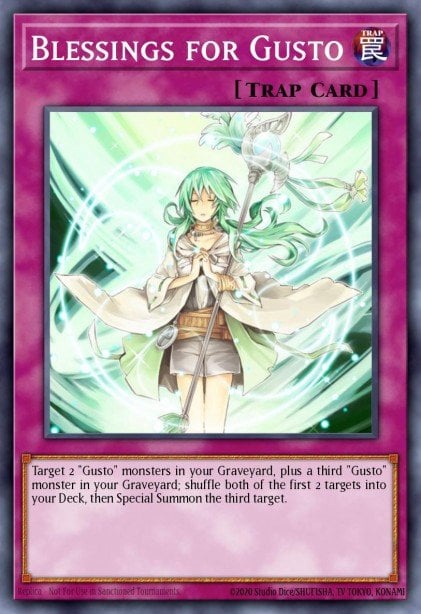 Blessings for Gusto
TRAP
罠
[Trap Card]
Target 2 "Gusto" monsters in your Graveyard, plus a third "Gusto"
monster in your Graveyard; shuffle both of the first 2 targets into
your Deck, then Special Summon the third target.
Replica - Not For Use in Sanctioned Tournaments
©2020 Studio Dice/SHUEISHA, TV TOKYO, KONAMI